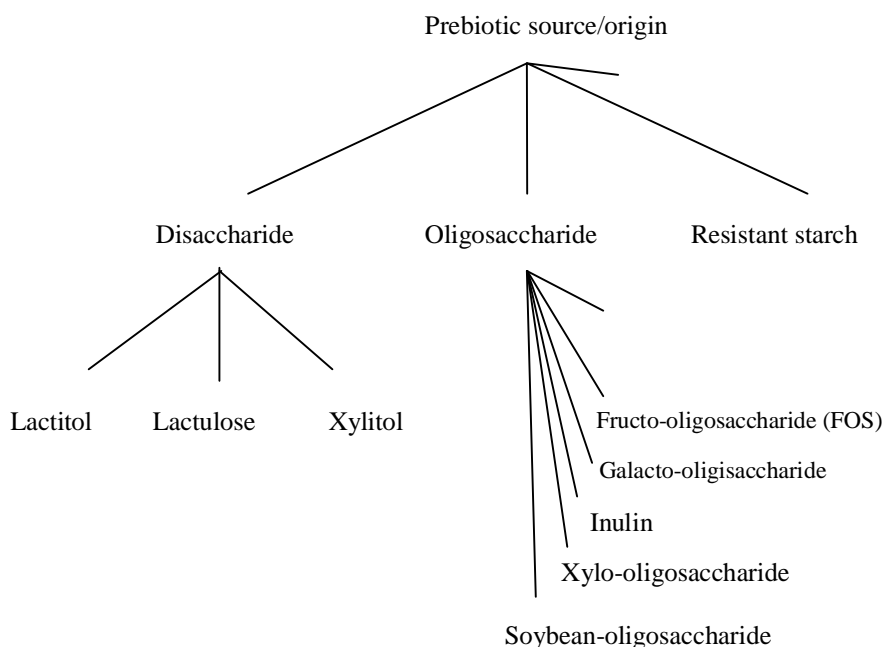 Prebiotic source/origin
Disaccharide Oligosaccharide Resistant starch
Lactitol Lactulose Xylitol
Fructo-oligosaccharide (FOS)
Galacto-oligisaccharide
Inulin
Xylo-oligosaccharide
Soybean-oligosaccharide